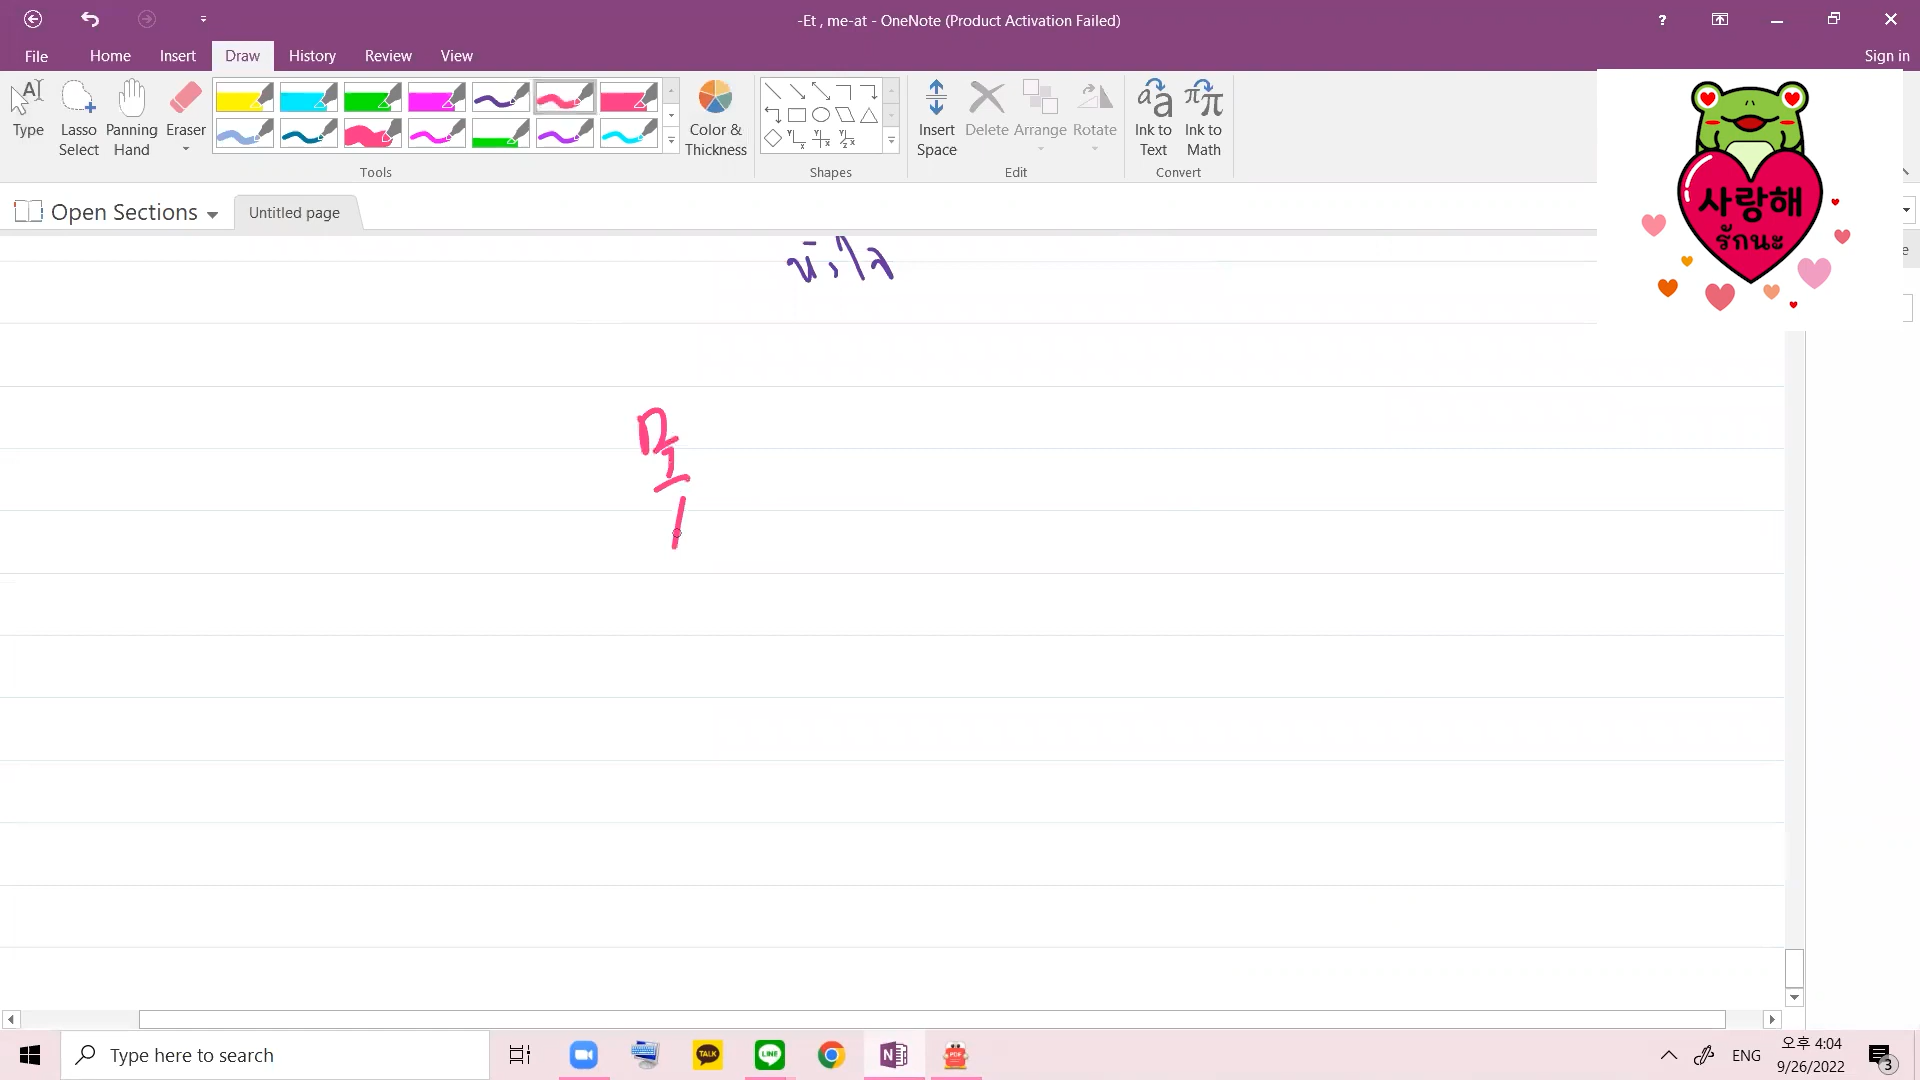 -Et , me-at - OneNote (Product Activation Failed)
?
File Home Insert Draw History Review View
Sign in
Type
Lasso Select
Panning Hand
Eraser
Color & Thickness
Insert Space
Delete
Arrange
Rotate
Ink to Text
Ink to Math
Tools
Shapes
Edit
Convert
Open Sections
Untitled page
사랑해
รักนะ
Type here to search
TALK
LINE
PDF
ENG
오후 4:04
9/26/2022
3